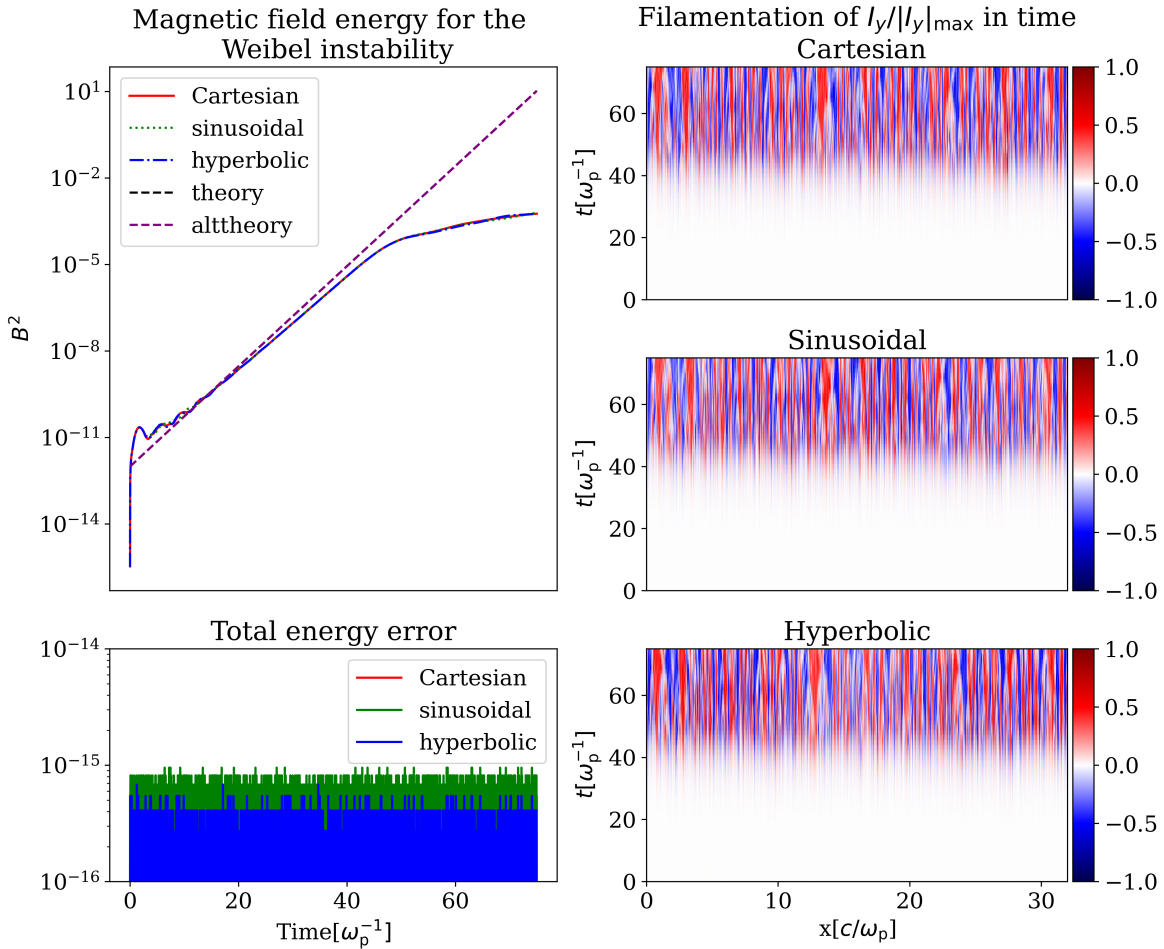 Magnetic field energy for the
Weibel instability
10^1
10^−2
10^−5
10^−8
10^−11
10^−14
B^2
Cartesian
sinusoidal
hyperbolic
theory
alttheory
Total energy error
10^−14
10^−15
10^−16
Cartesian
sinusoidal
hyperbolic
0 20 40 60
Time[ω_p^−1]
Filamentation of I_y/|I_y|_max in time
Cartesian
60
40
20
0
t[ω_p^−1]
1.0
0.5
0.0
−0.5
−1.0
Sinusoidal
60
40
20
0
t[ω_p^−1]
1.0
0.5
0.0
−0.5
−1.0
Hyperbolic
60
40
20
0
t[ω_p^−1]
1.0
0.5
0.0
−0.5
−1.0
0 10 20 30
x[c/ω_p]